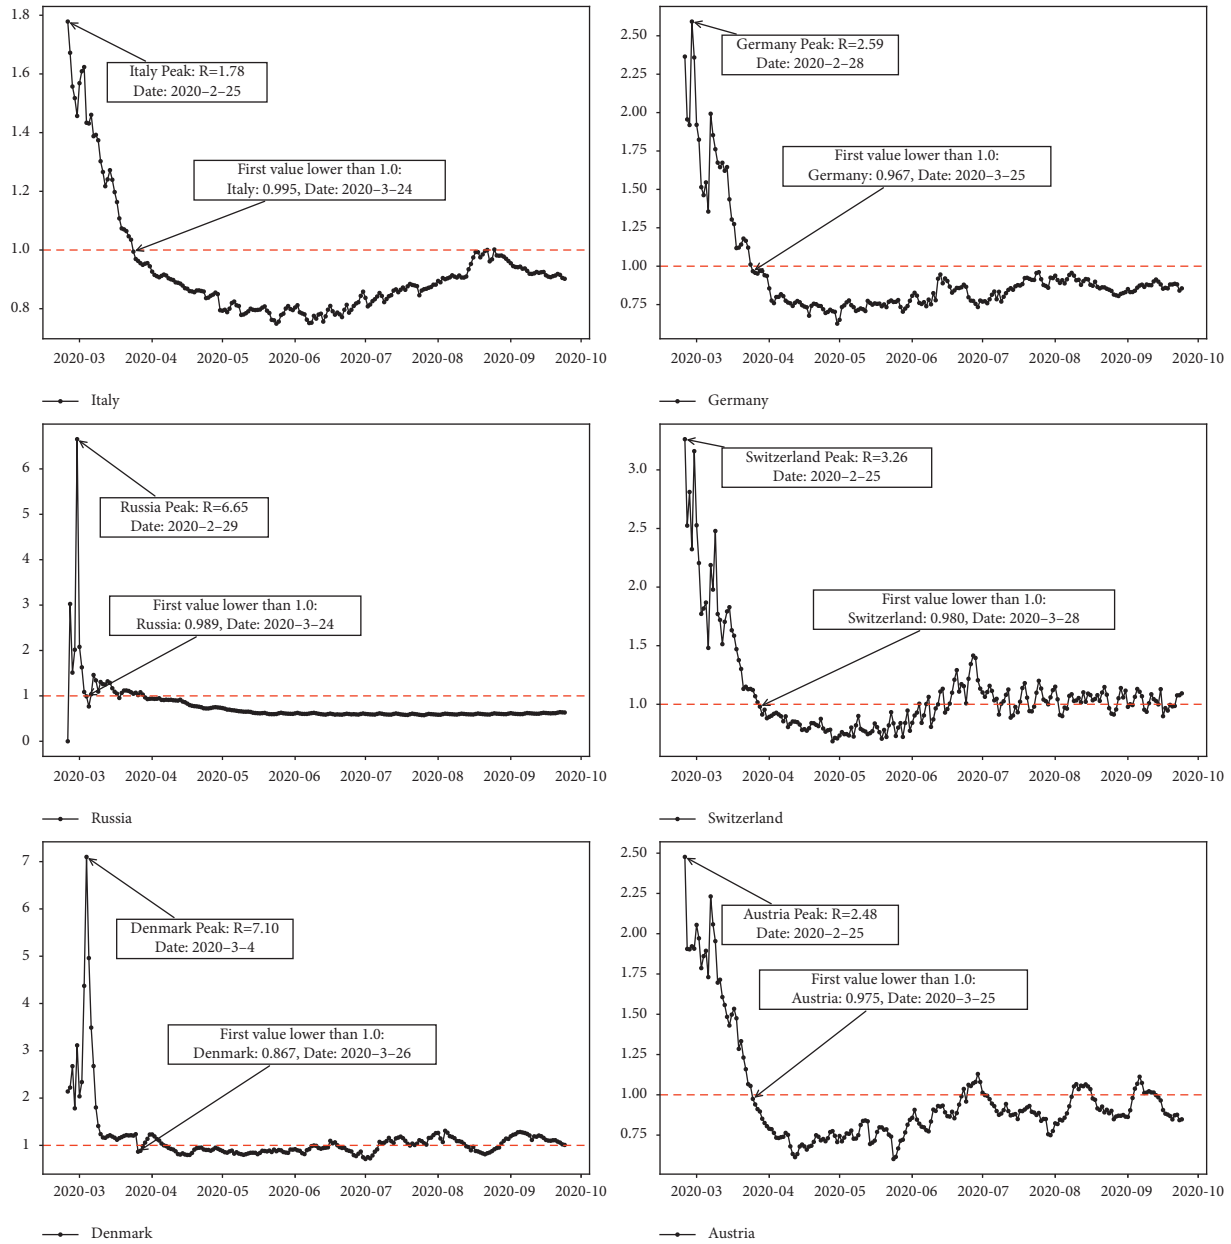 1.8
1.6
1.4
1.2
1.0
0.8
Italy Peak: R=1.78
Date: 2020–2–25
First value lower than 1.0:
Italy: 0.995, Date: 2020–3–24
2020-03 2020-04 2020-05 2020-06 2020-07 2020-08 2020-09 2020-10
Italy
2.50
2.25
2.00
1.75
1.50
1.25
1.00
0.75
Germany Peak: R=2.59
Date: 2020–2–28
First value lower than 1.0:
Germany: 0.967, Date: 2020–3–25
2020-03 2020-04 2020-05 2020-06 2020-07 2020-08 2020-09 2020-10
Germany
6
5
4
3
2
1
0
Russia Peak: R=6.65
Date: 2020–2–29
First value lower than 1.0:
Russia: 0.989, Date: 2020–3–24
2020-03 2020-04 2020-05 2020-06 2020-07 2020-08 2020-09 2020-10
Russia
3.0
2.5
2.0
1.5
1.0
Switzerland Peak: R=3.26
Date: 2020–2–25
First value lower than 1.0:
Switzerland: 0.980, Date: 2020–3–28
2020-03 2020-04 2020-05 2020-06 2020-07 2020-08 2020-09 2020-10
Switzerland
7
6
5
4
3
2
1
Denmark Peak: R=7.10
Date: 2020–3–4
First value lower than 1.0:
Denmark: 0.867, Date: 2020–3–26
2020-03 2020-04 2020-05 2020-06 2020-07 2020-08 2020-09 2020-10
Denmark
2.50
2.25
2.00
1.75
1.50
1.25
1.00
0.75
Austria Peak: R=2.48
Date: 2020–2–25
First value lower than 1.0:
Austria: 0.975, Date: 2020–3–25
2020-03 2020-04 2020-05 2020-06 2020-07 2020-08 2020-09 2020-10
Austria